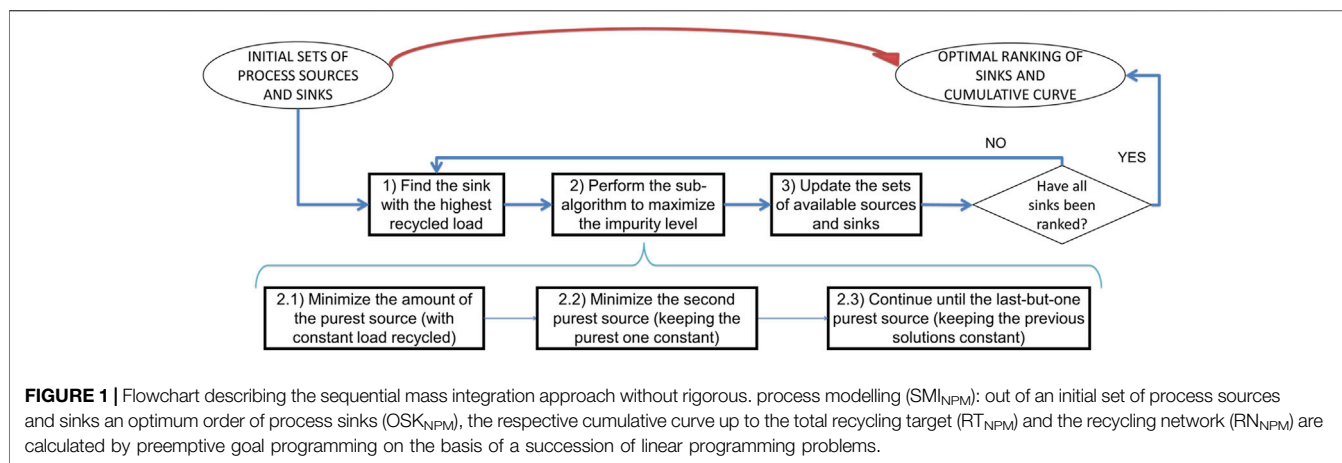 INITIAL SETS OF
PROCESS SOURCES
AND SINKS
OPTIMAL RANKING OF
SINKS AND
CUMULATIVE CURVE
NO
YES
1) Find the sink
with the highest
recycled load
2) Perform the sub-
algorithm to maximize
the impurity level
3) Update the sets
of available sources
and sinks
Have all
sinks been
ranked?
2.1) Minimize the amount of
the purest source (with
constant load recycled)
2.2) Minimize the second
purest source (keeping the
purest one constant)
2.3) Continue until the last-but-one
purest source (keeping the previous
solutions constant)
FIGURE 1 | Flowchart describing the sequential mass integration approach without rigorous. process modelling (SMINPM): out of an initial set of process sources
and sinks an optimum order of process sinks (OSKNPM), the respective cumulative curve up to the total recycling target (RTNPM) and the recycling network (RNNPM) are
calculated by preemptive goal programming on the basis of a succession of linear programming problems.